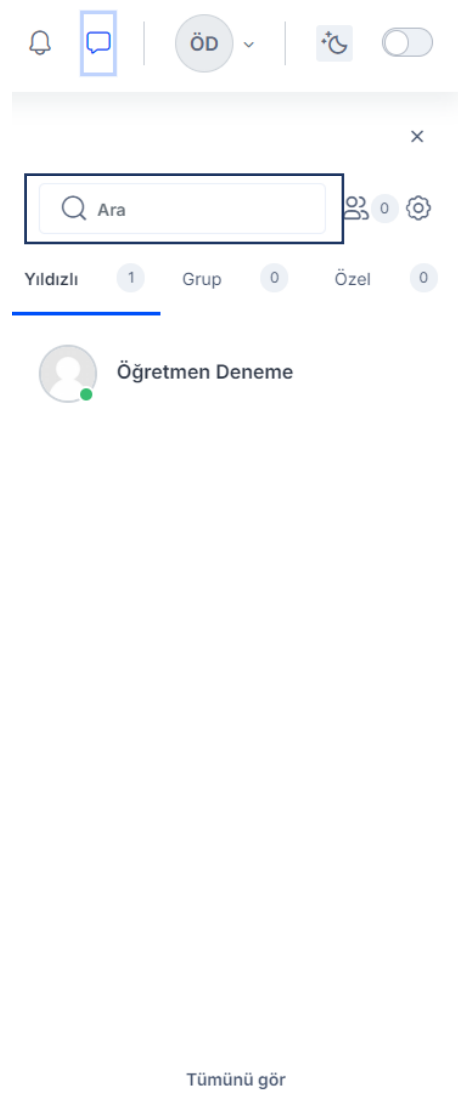 ÖD
Ara
0
Yıldızlı 1 Grup 0 Özel 0
Öğretmen Deneme
Tümünü gör